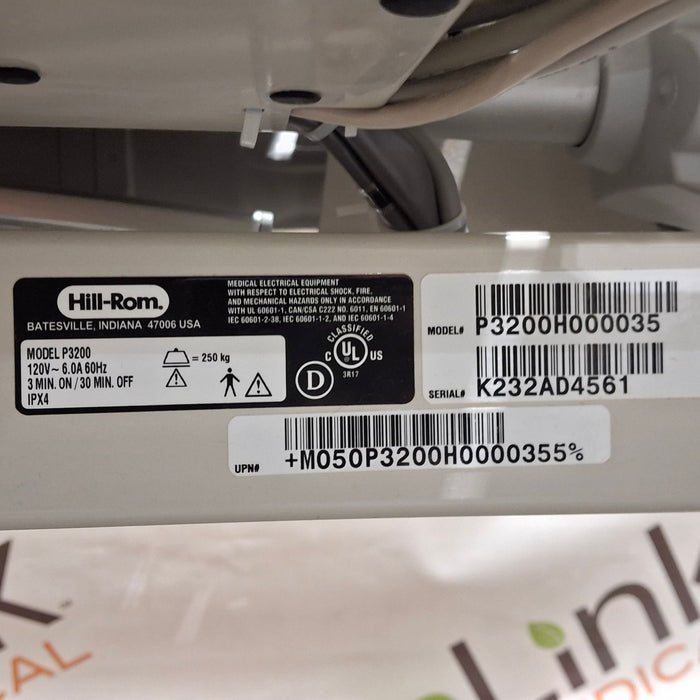 Hill-Rom.
BATESVILLE, INDIANA 47006 USA
MEDICAL ELECTRICAL EQUIPMENT
WITH RESPECT TO ELECTRICAL SHOCK, FIRE,
AND MECHANICAL HAZARDS ONLY IN ACCORDANCE
WITH UL 60601-1, CAN/CSA C222 NO. 6011, EN 60601-1
IEC 60601-2-38, IEC 60601-1-2, AND IEC 60601-1-4
MODEL P3200
120V~ 6.0A 60Hz
3 MIN. ON / 30 MIN. OFF
IPX4
= 250 kg
CLASSIFIED
C UL US
3R17
D
MODEL# P3200H000035
SERIAL# K232AD4561
UPN# +M050P3200H0000355%
Link